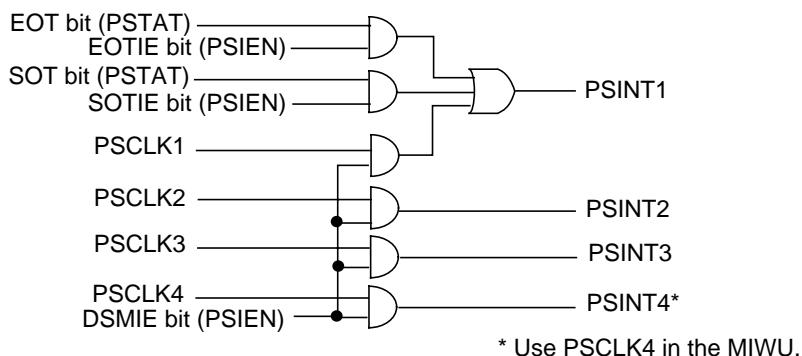 EOT bit (PSTAT)
EOTIE bit (PSIEN)
SOT bit (PSTAT)
SOTIE bit (PSIEN)
PSINT1
PSCLK1
PSCLK2
PSINT2
PSCLK3
PSINT3
PSCLK4
PSINT4*
DSMIE bit (PSIEN)
* Use PSCLK4 in the MIWU.